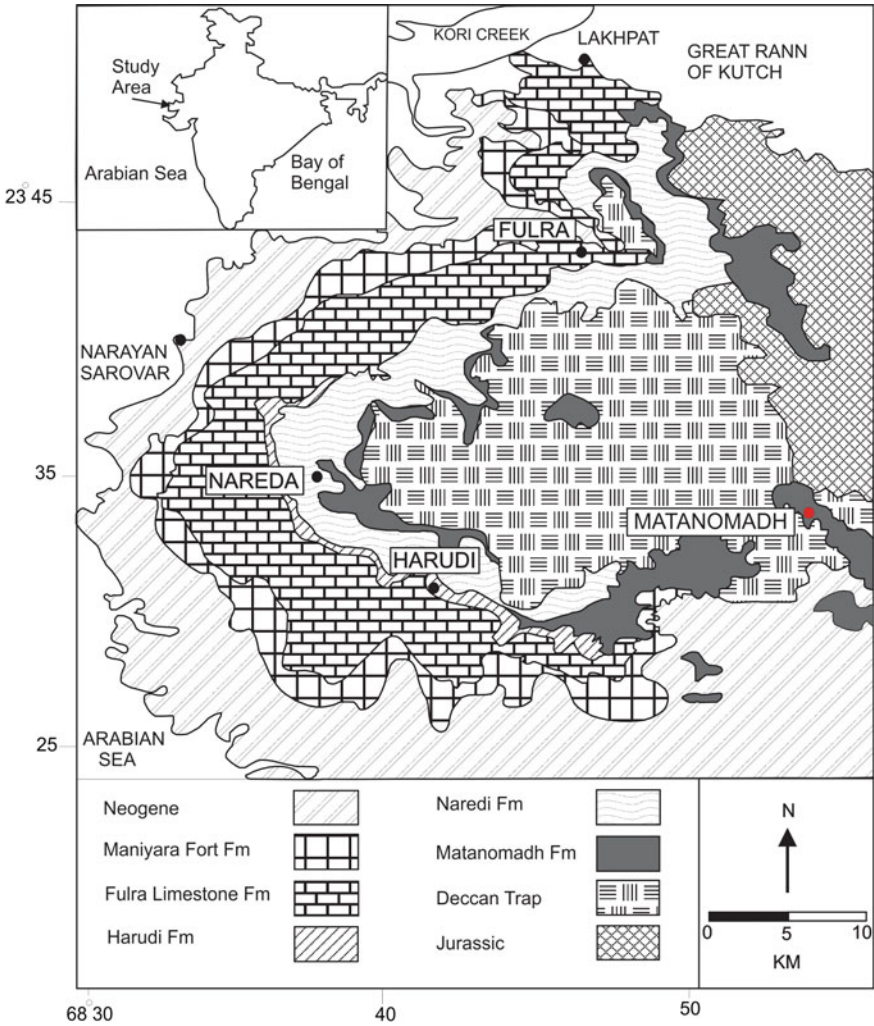 KORI CREEK
LAKHPAT
GREAT RANN
OF KUTCH
Study
Area
Arabian Sea
Bay of
Bengal
23° 45
FULRA
NARAYAN
SAROVAR
35
NAREDA
MATANOMADH
HARUDI
ARABIAN
SEA
25
Neogene
Maniyara Fort Fm
Fulra Limestone Fm
Harudi Fm
Naredi Fm
Matanomadh Fm
Deccan Trap
Jurassic
N
0 5 10
KM
68° 30
40
50